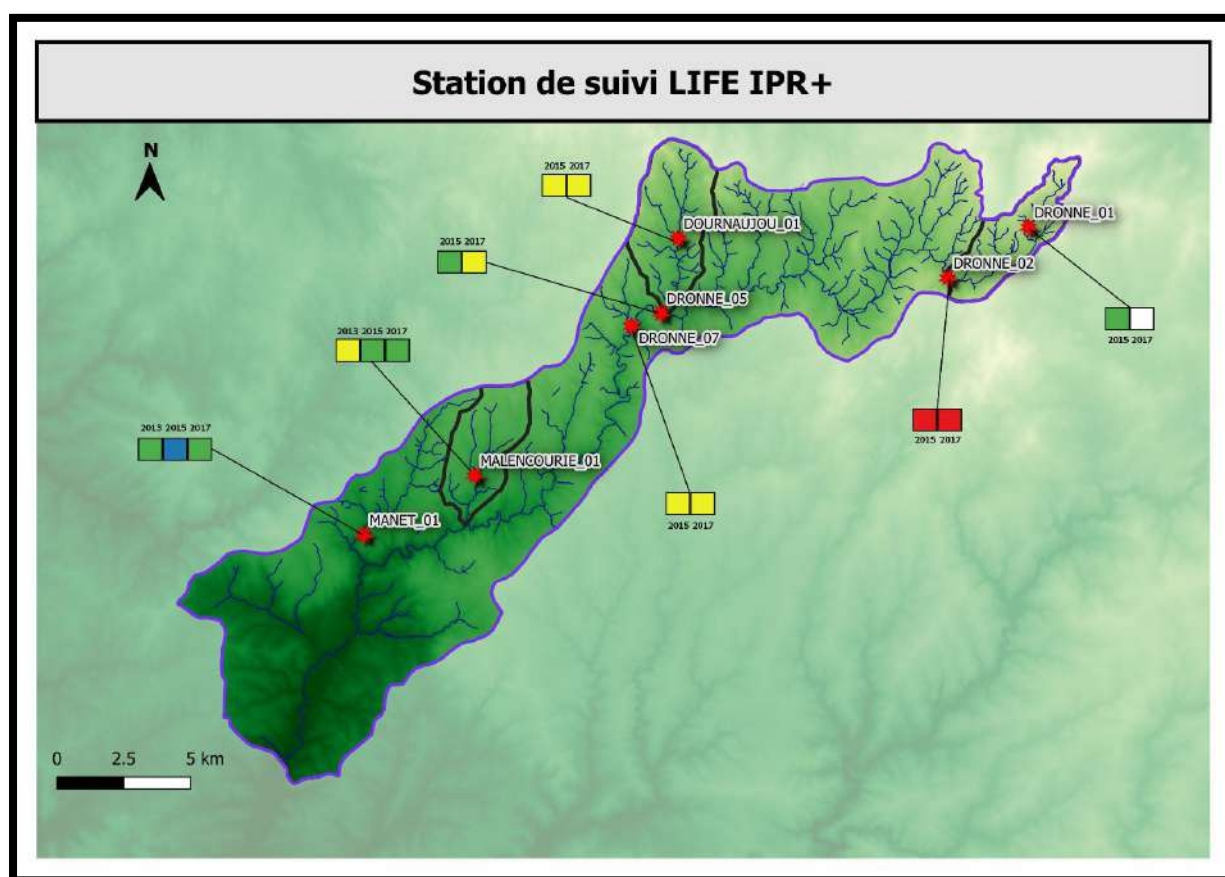 Station de suivi LIFE IPR+
N
2015 2017
DOURNAUJOU_01
DRONNE_01
2015 2017
DRONNE_02
DRONNE_05
DRONNE_07
2015 2017
2013 2015 2017
2015 2017
2013 2015 2017
MALENCOURIE_01
2015 2017
MANET_01
0 2.5 5 km